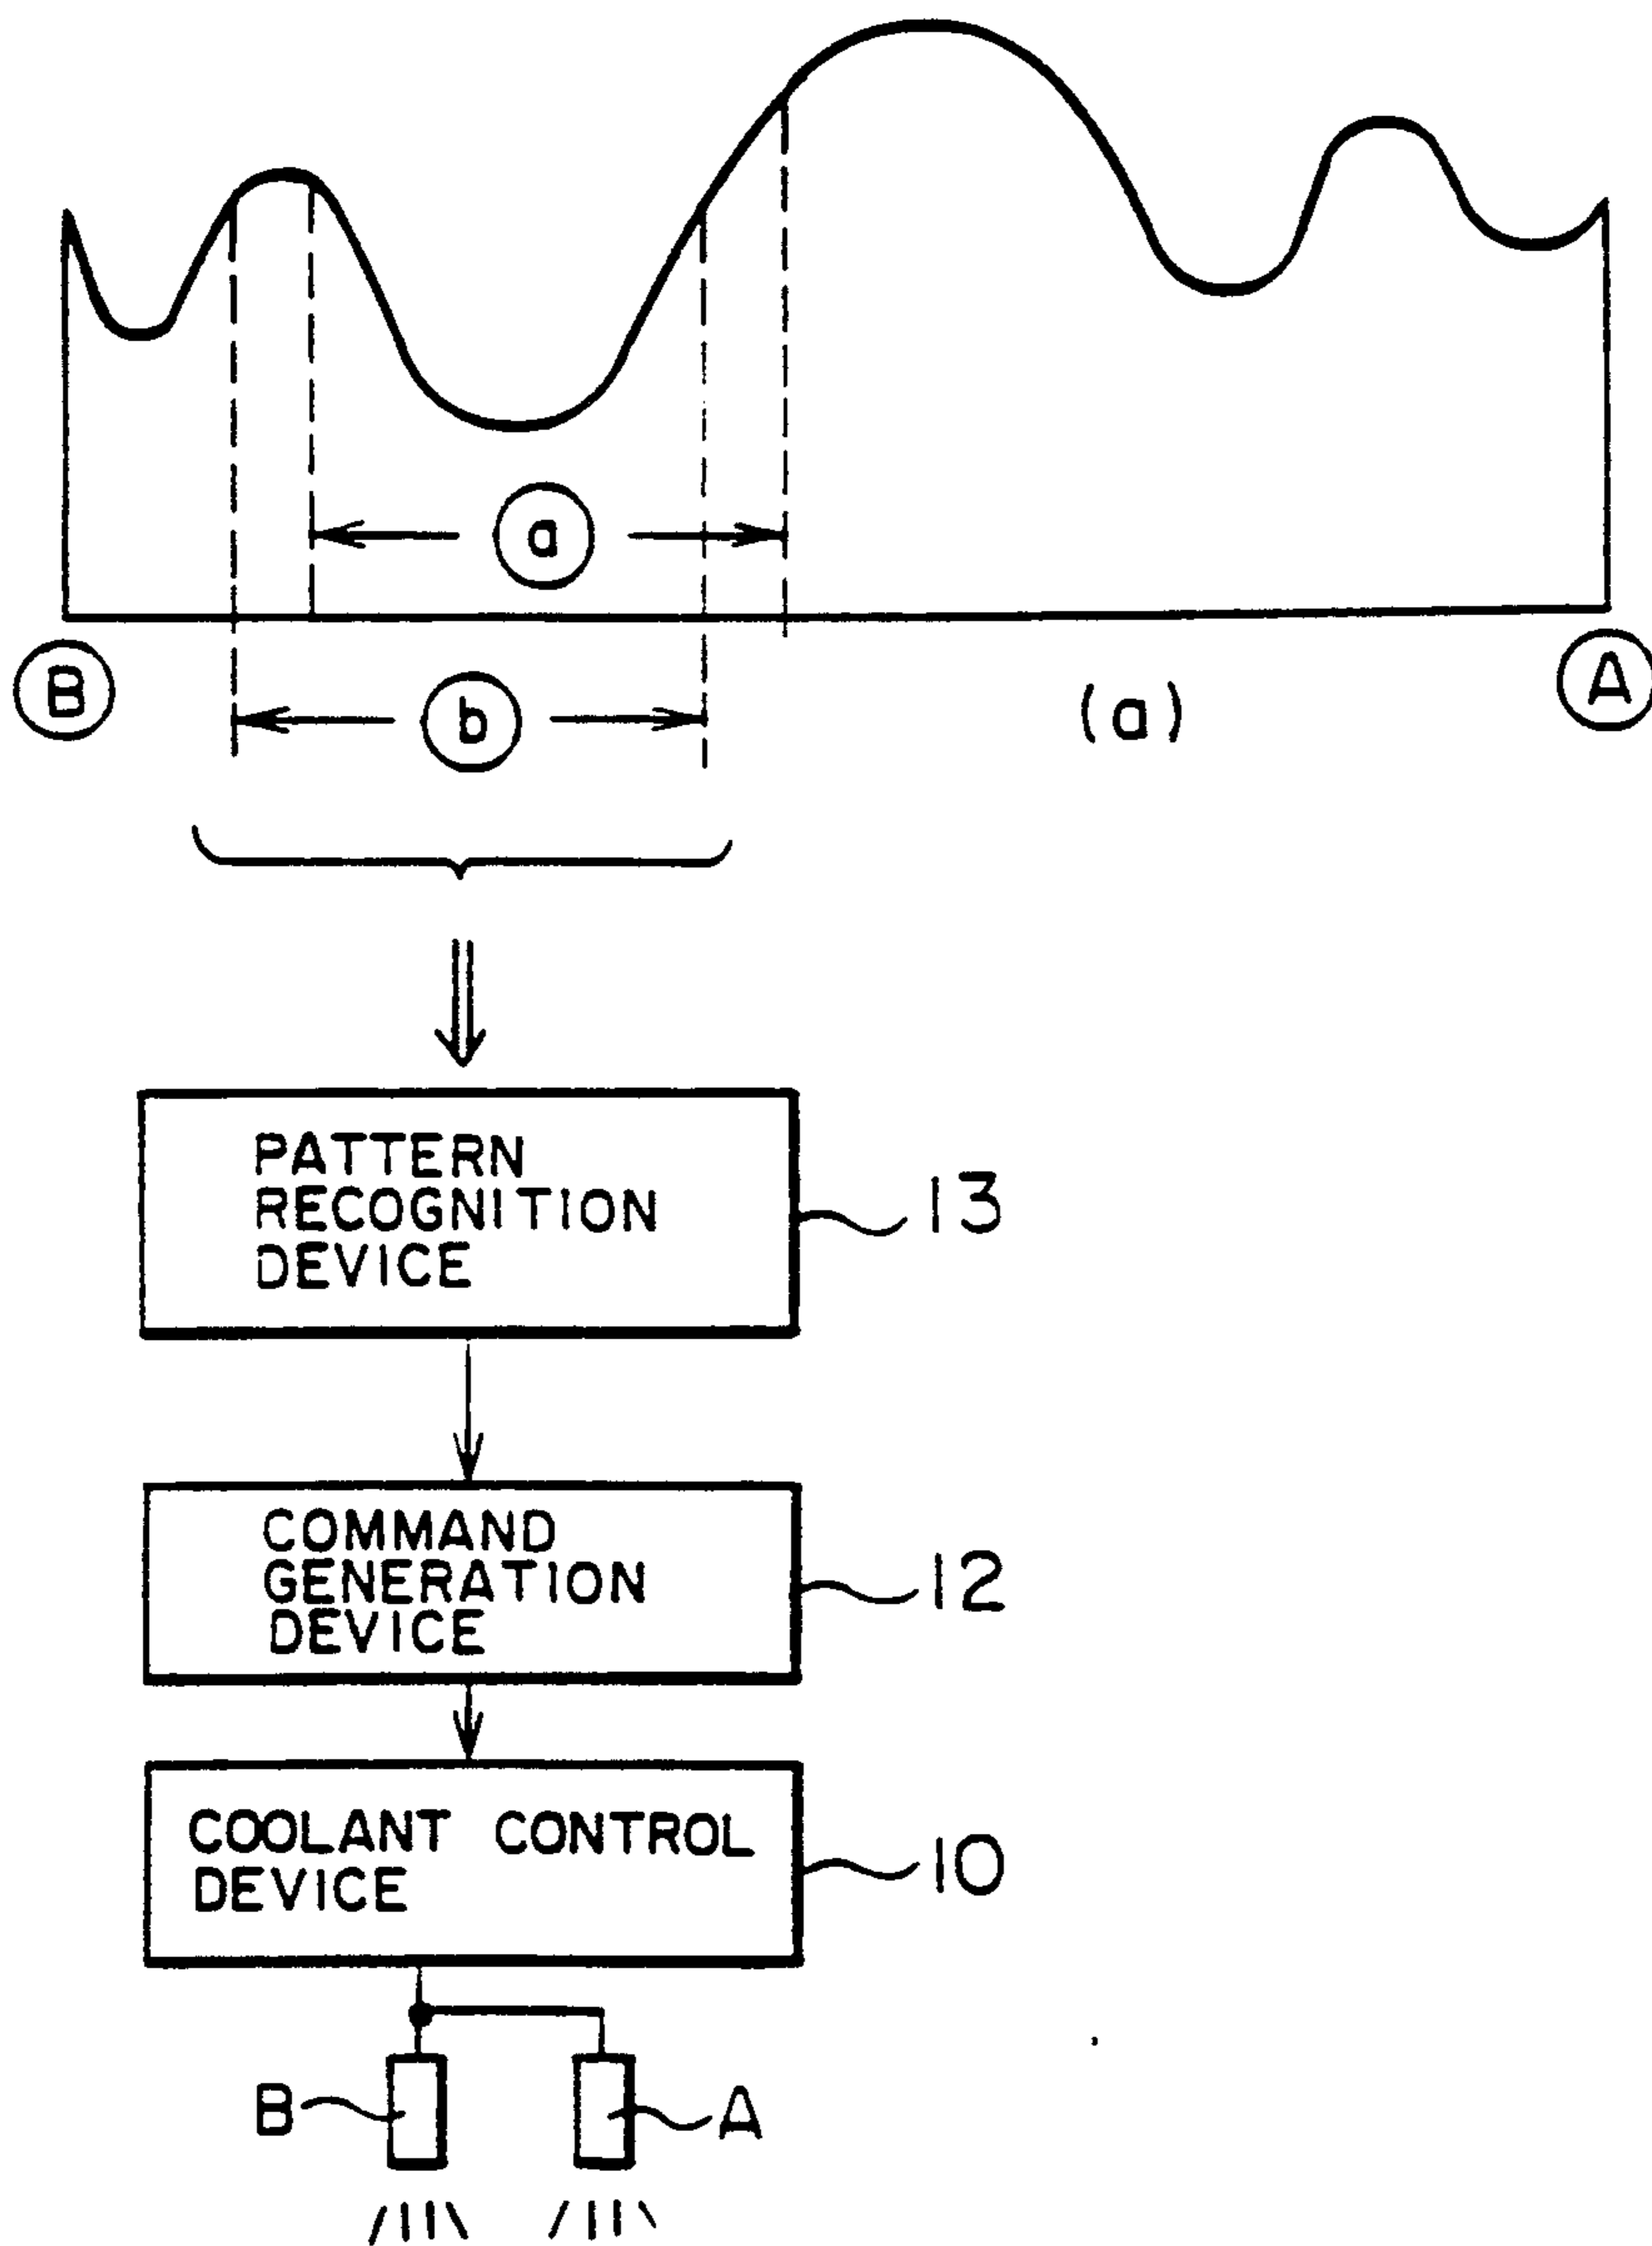 a
B
b
(a)
A
PATTERN
RECOGNITION
DEVICE
13
COMMAND
GENERATION
DEVICE
12
COOLANT CONTROL
DEVICE
10
B
A